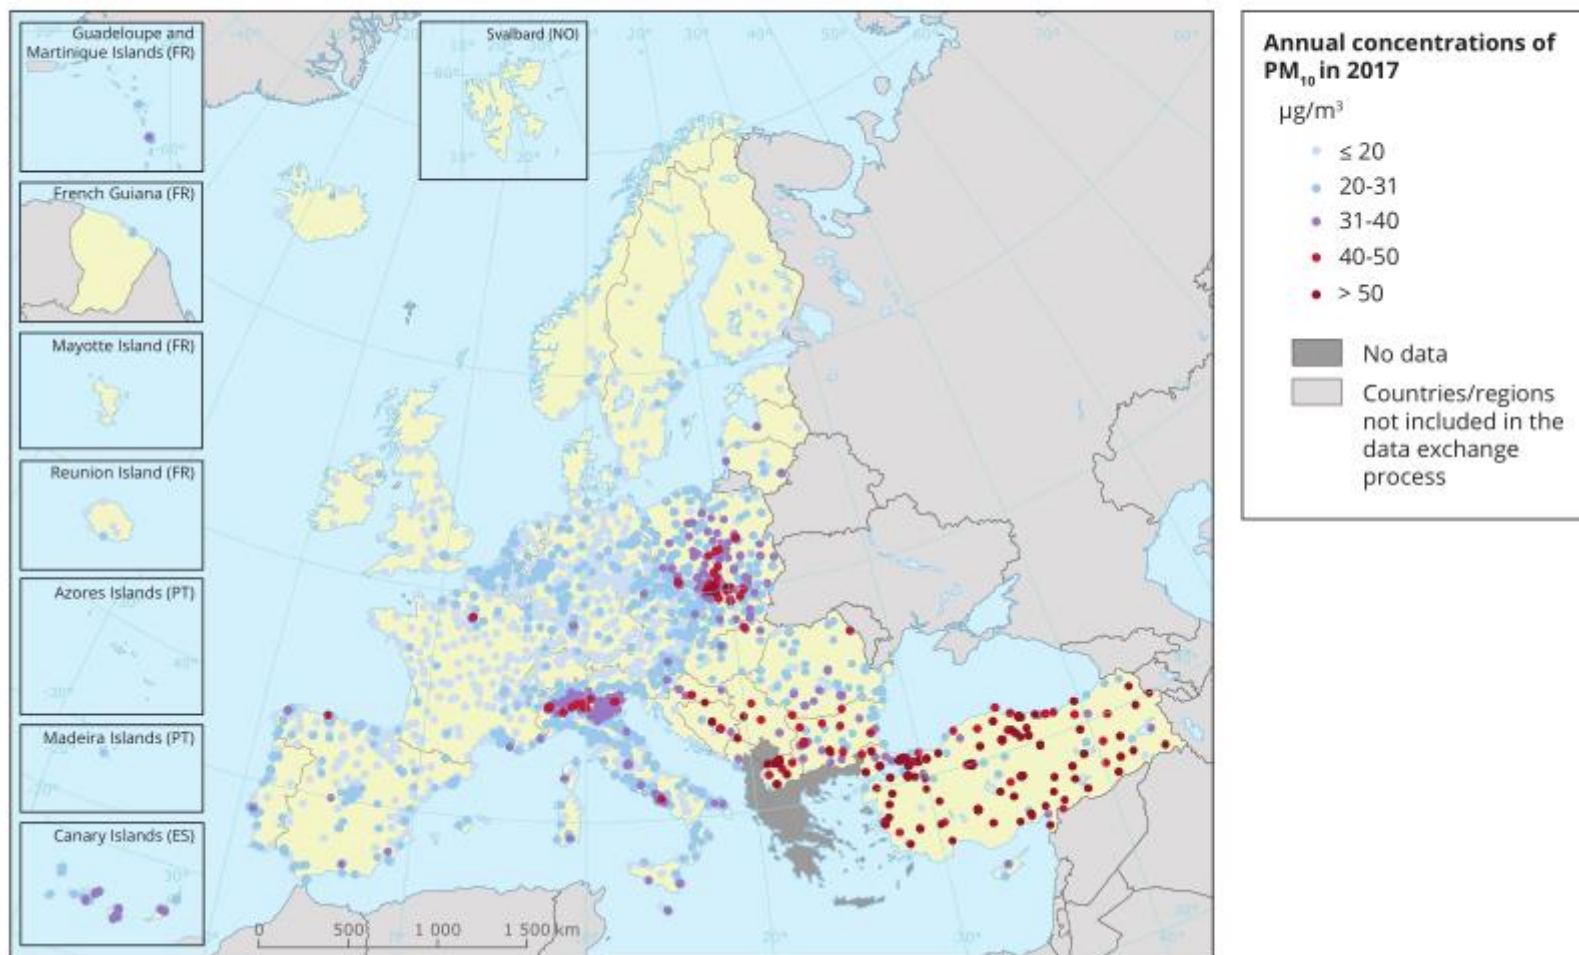 Guadeloupe and
Martinique Islands (FR)
Svalbard (NO)
French Guiana (FR)
Mayotte Island (FR)
Reunion Island (FR)
Azores Islands (PT)
Madeira Islands (PT)
Canary Islands (ES)
0 500 1 000 1 500 km
Annual concentrations of
PM₁₀ in 2017
µg/m³
≤ 20
20-31
31-40
40-50
> 50
No data
Countries/regions
not included in the
data exchange
process